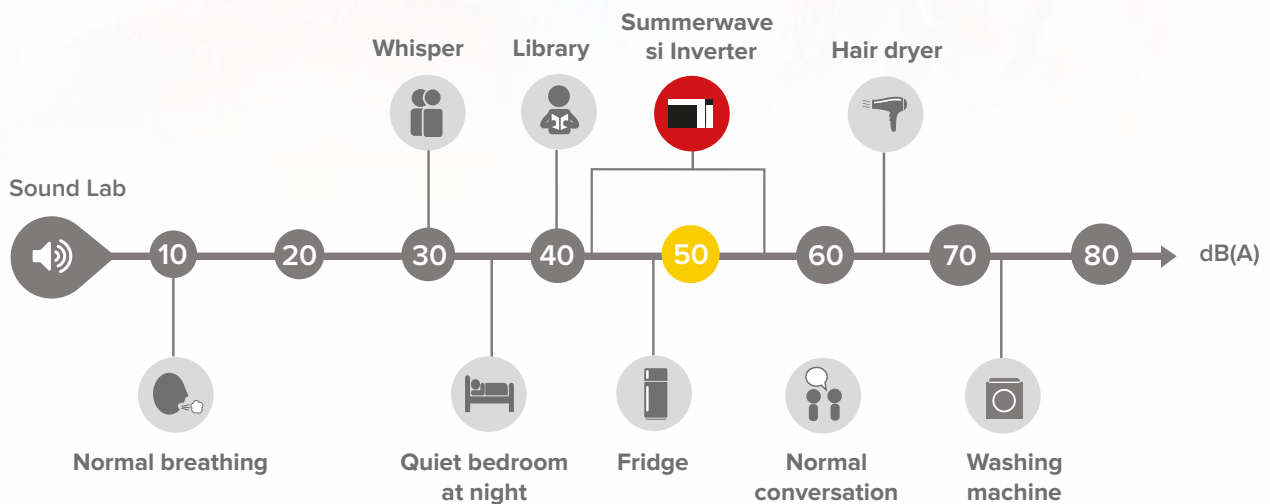 Summerwave
si Inverter
Whisper
Library
Hair dryer
Sound Lab
10
20
30
40
50
60
70
80
dB(A)
Normal breathing
Quiet bedroom
at night
Fridge
Normal
conversation
Washing
machine